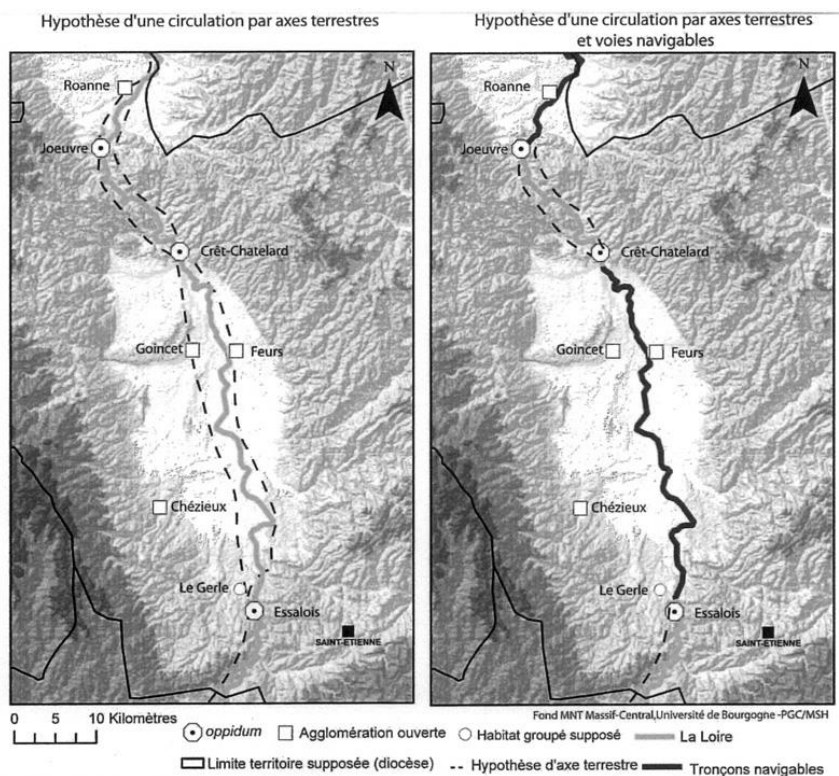 Hypothèse d'une circulation par axes terrestres
N
Roanne
Joeuvre
Crêt-Chatelard
Goincet
Feurs
Chézieux
Le Gerle
Essalois
SAINT-ETIENNE
Hypothèse d'une circulation par axes terrestres
et voies navigables
N
Roanne
Joeuvre
Crêt-Chatelard
Goincet
Feurs
Chézieux
Le Gerle
Essalois
SAINT-ETIENNE
Fond MNT Massif-Central,Université de Bourgogne -PGC/MSH
0 5 10 Kilomètres
oppidum
Agglomération ouverte
Habitat groupé supposé
La Loire
Limite territoire supposée (diocèse)
Hypothèse d'axe terrestre
Tronçons navigables